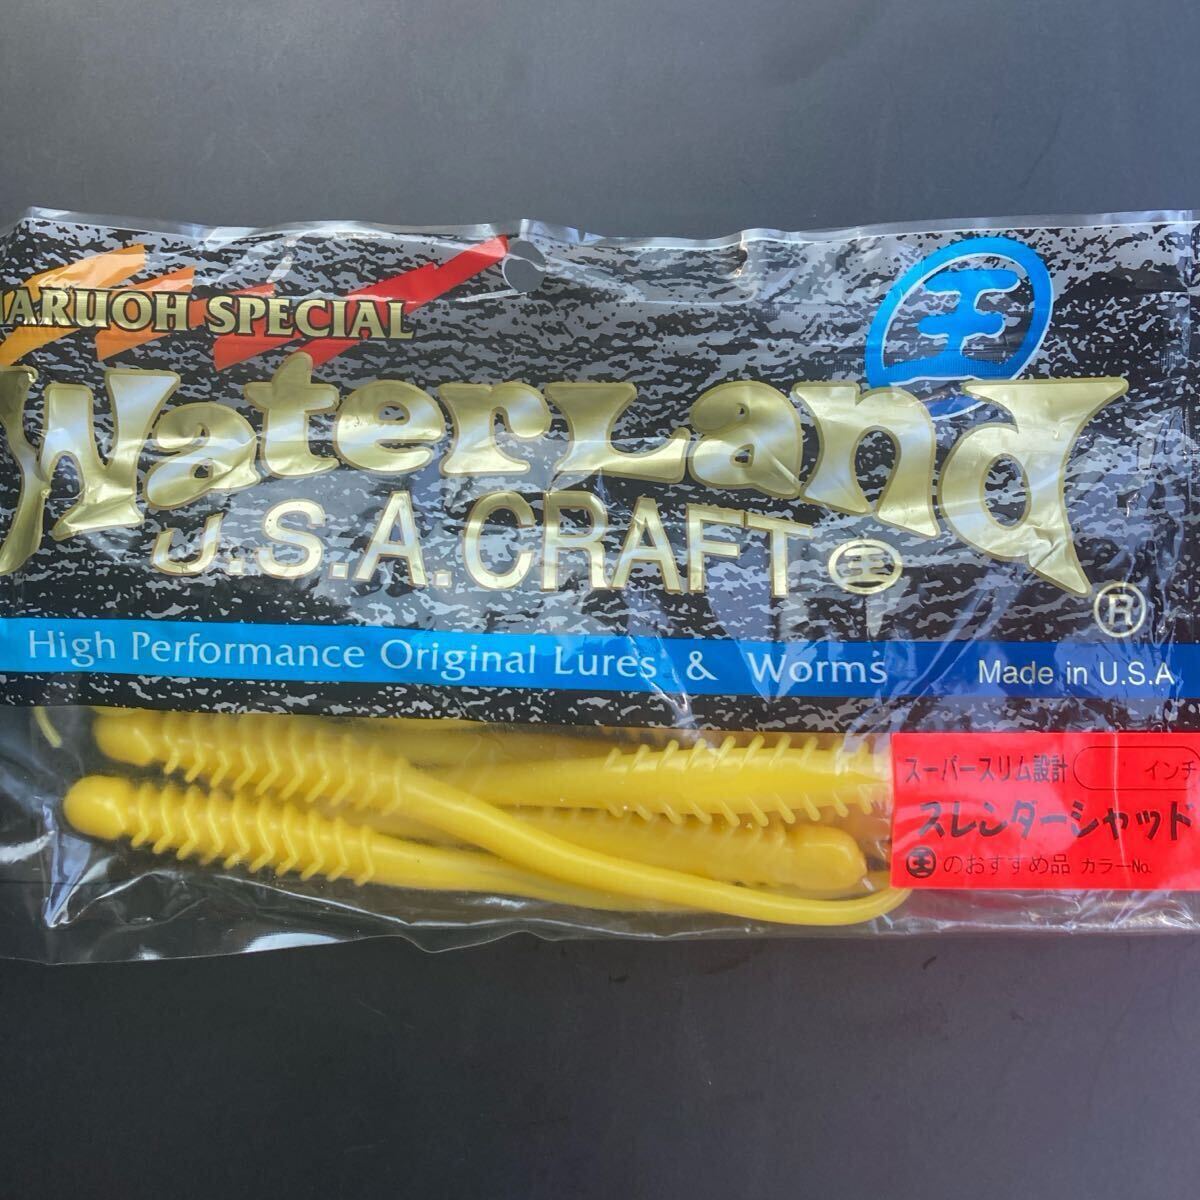 ARUOH SPECIAL
王
WaterLand
U.S.A.CRAFT 王
®
High Performance Original Lures & Worms Made in U.S.A
スーパースリム設計 インチ
スレンダーシャッド
王のおすすめ品 カラーNo.